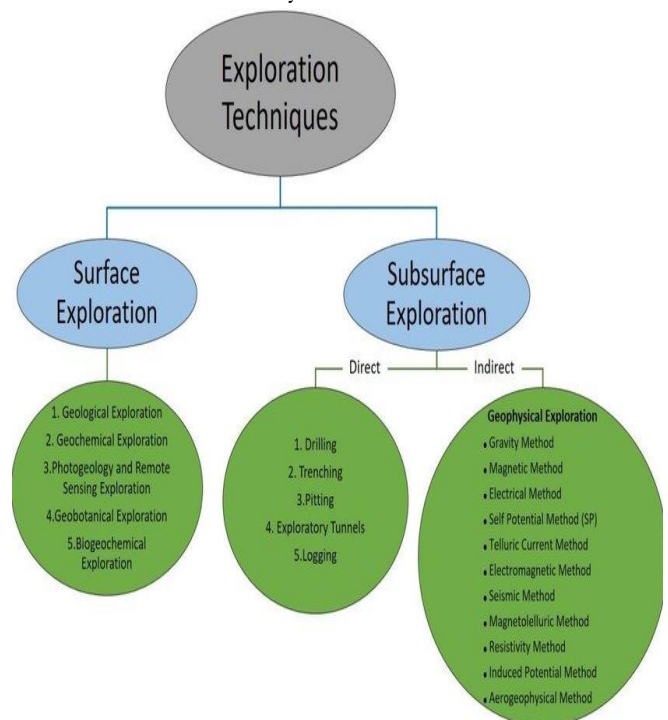 Exploration
Techniques
Surface
Exploration
Subsurface
Exploration
Direct
Indirect
1. Geological Exploration
2. Geochemical Exploration
3.Photogeology and Remote
Sensing Exploration
4.Geobotanical Exploration
5.Biogeochemical
Exploration
1. Drilling
2. Trenching
3.Pitting
4. Exploratory Tunnels
5.Logging
Geophysical Exploration
• Gravity Method
• Magnetic Method
• Electrical Method
• Self Potential Method (SP)
• Telluric Current Method
• Electromagnetic Method
• Seismic Method
• Magnetolelluric Method
• Resistivity Method
• Induced Potential Method
• Aerogeophysical Method